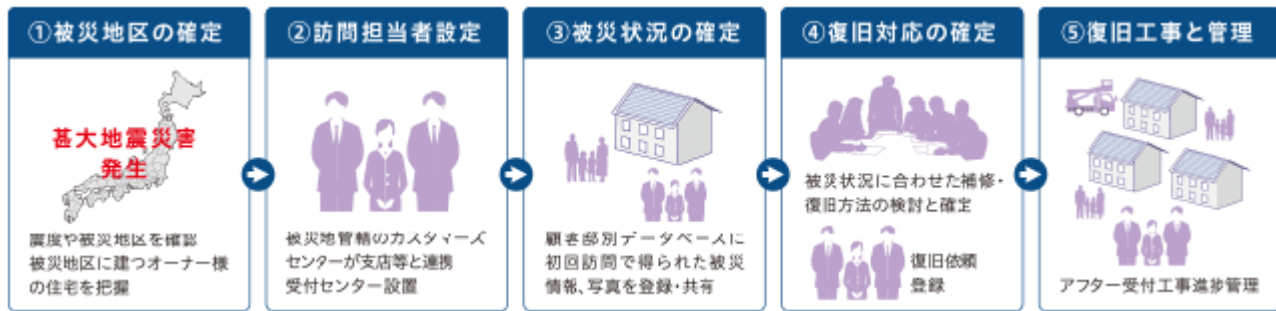 ①被災地区の確定
甚大地震災害
発生
震度や被災地区を確認
被災地区に建つオーナー様
の住宅を把握
②訪問担当者設定
被災地管轄のカスタマーズ
センターが支店等と連携
受付センター設置
③被災状況の確定
顧客邸別データベースに
初回訪問で得られた被災
情報、写真を登録・共有
④復旧対応の確定
被災状況に合わせた補修・
復旧方法の検討と確定
復旧依頼
登録
⑤復旧工事と管理
アフター受付工事進捗管理